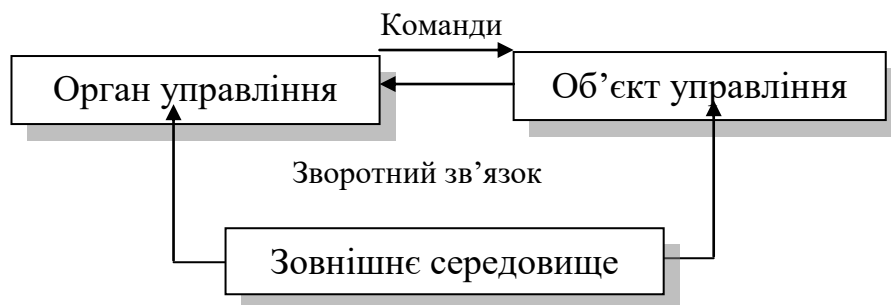 Команди
Орган управління
Об’єкт управління
Зворотний зв’язок
Зовнішнє середовище